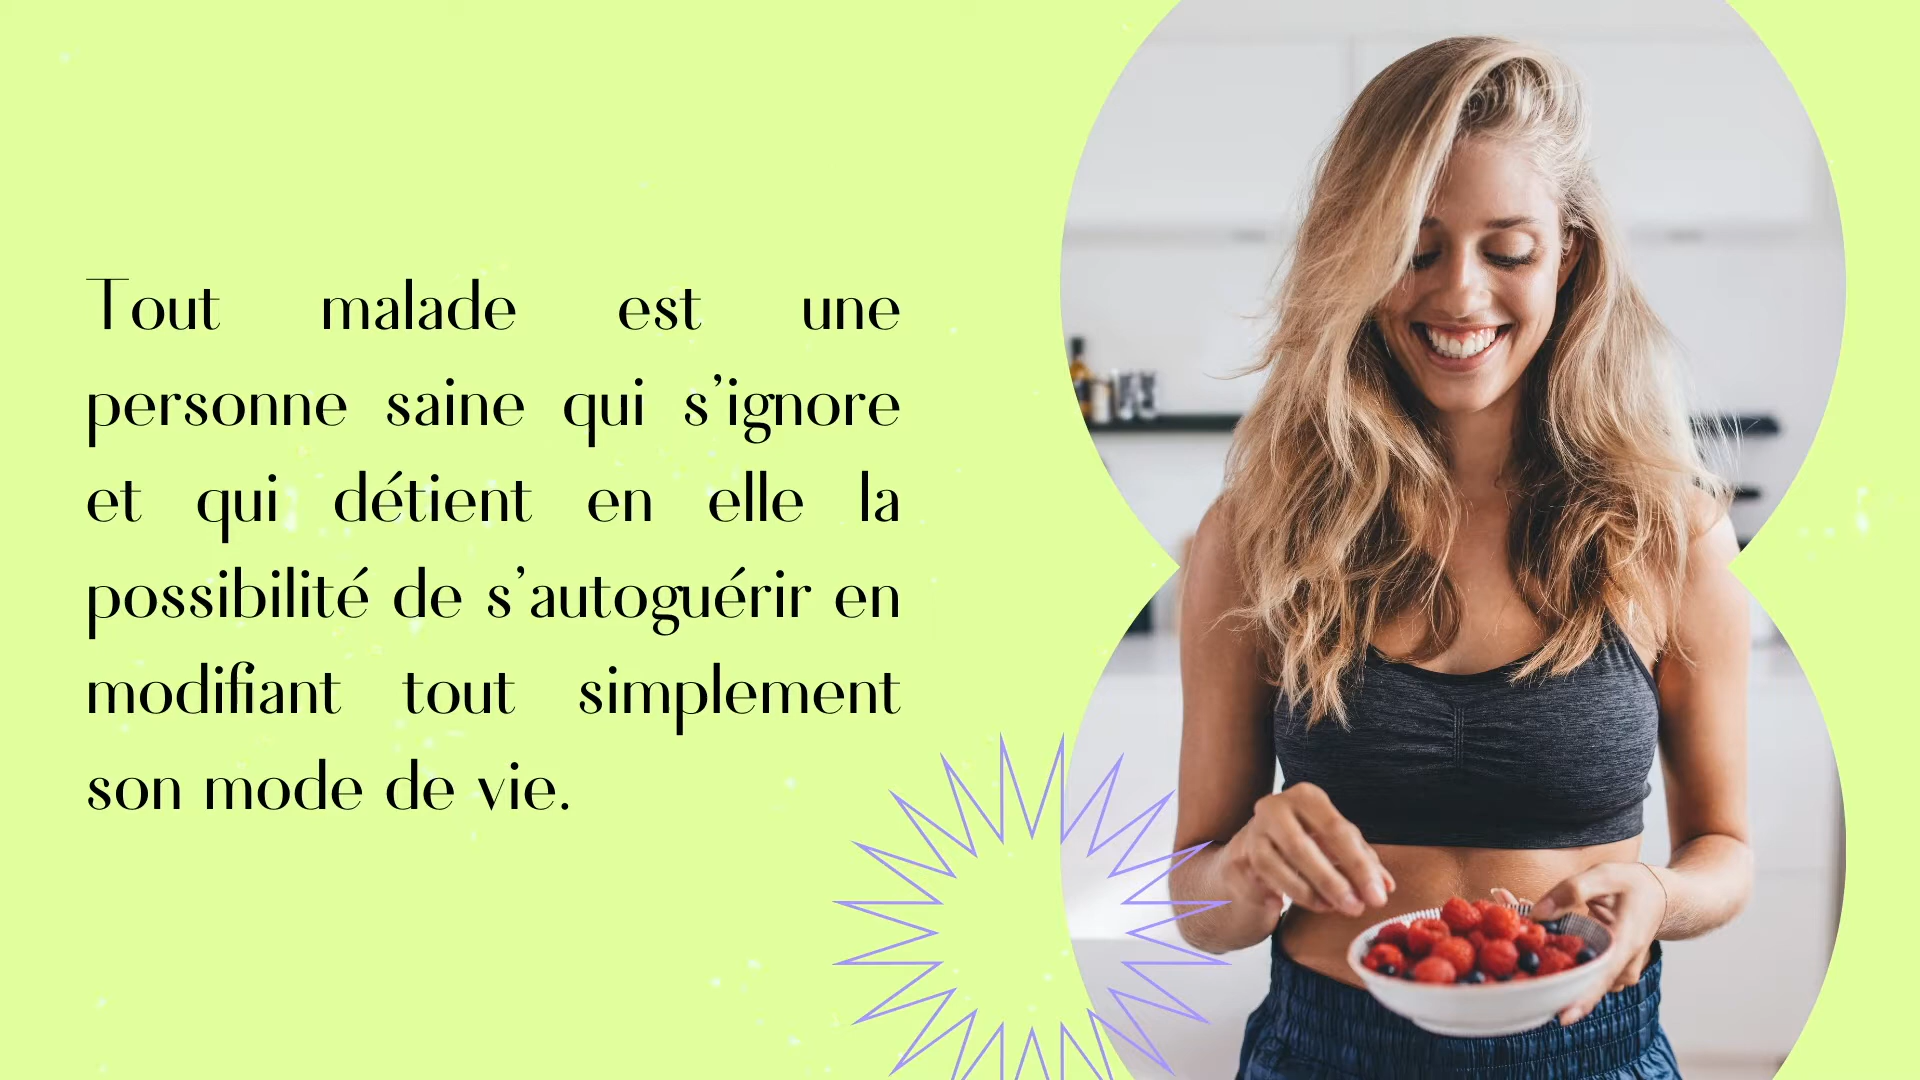 Tout malade est une
personne saine qui s’ignore
et qui détient en elle la
possibilité de s’autoguérir en
modifiant tout simplement
son mode de vie.